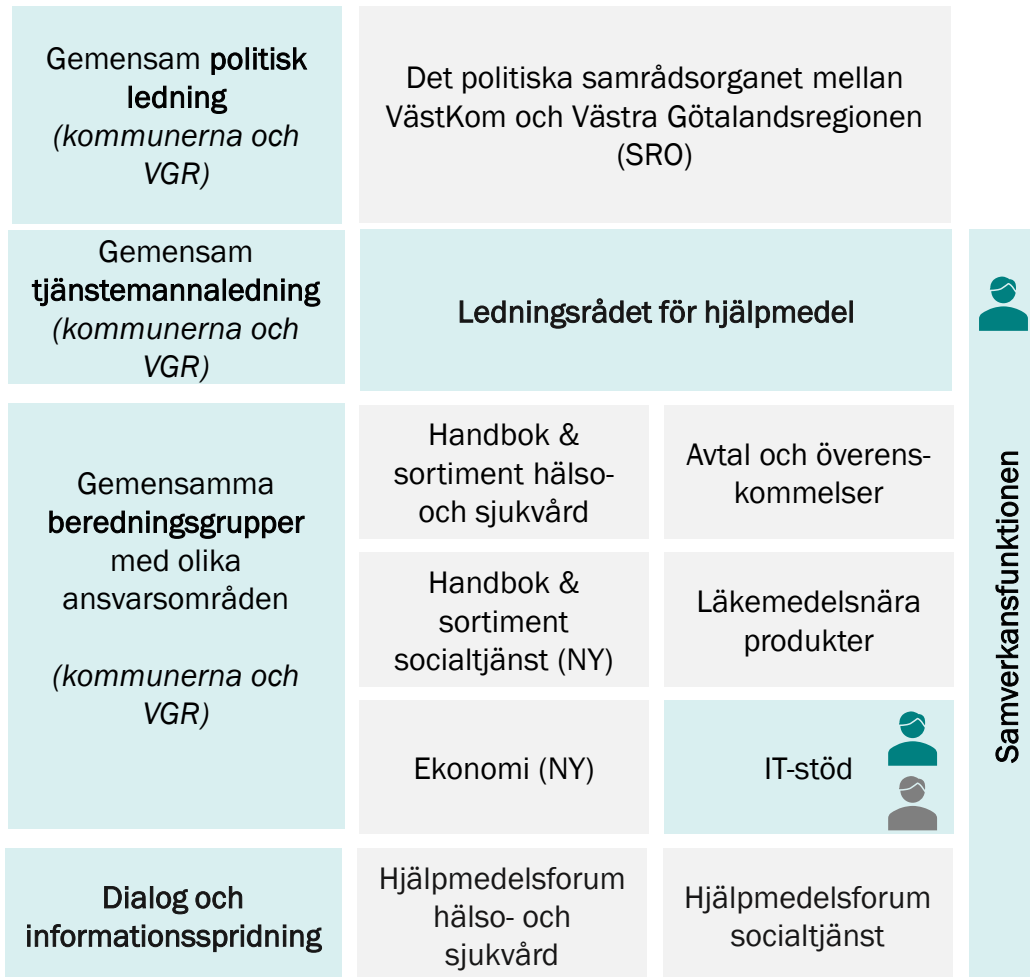 Gemensam politisk
ledning
(kommunerna och
VGR)
Det politiska samrådsorganet mellan
VästKom och Västra Götalandsregionen
(SRO)
Gemensam
tjänstemannaledning
(kommunerna och
VGR)
Ledningsrådet för hjälpmedel
Gemensamma
beredningsgrupper
med olika
ansvarsområden
(kommunerna och
VGR)
Handbok &
sortiment hälso-
och sjukvård
Avtal och överens-
kommelser
Handbok &
sortiment
socialtjänst (NY)
Läkemedelsnära
produkter
Ekonomi (NY)
IT-stöd
Dialog och
informationsspridning
Hjälpmedelsforum
hälso- och
sjukvård
Hjälpmedelsforum
socialtjänst
Samverkansfunktionen